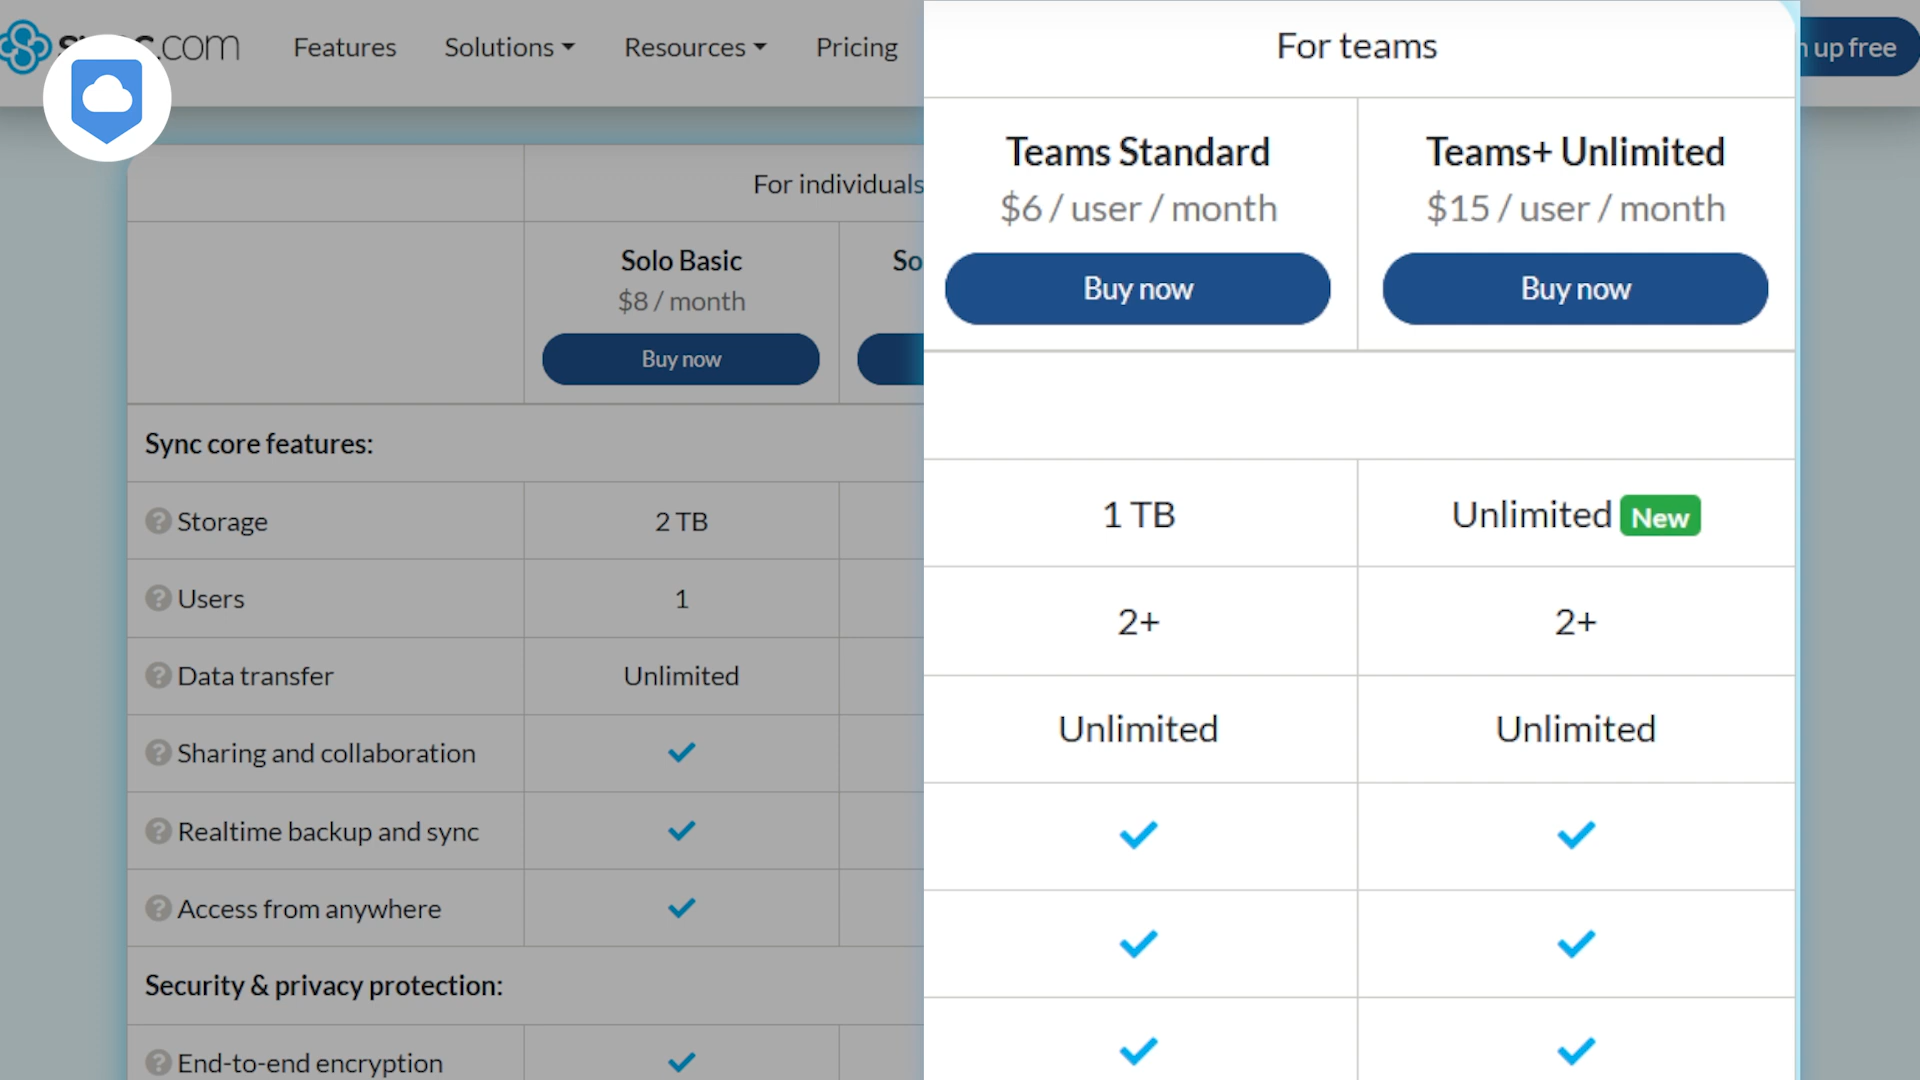 .com
Features
Solutions
Resources
Pricing
up free
For individuals
Solo Basic
$8 / month
Buy now
So
Sync core features:
Storage
2 TB
Users
1
Data transfer
Unlimited
Sharing and collaboration
Realtime backup and sync
Access from anywhere
Security & privacy protection:
End-to-end encryption
For teams
Teams Standard
Teams+ Unlimited
$6 / user / month
$15 / user / month
Buy now
Buy now
1 TB
Unlimited New
2+
2+
Unlimited
Unlimited